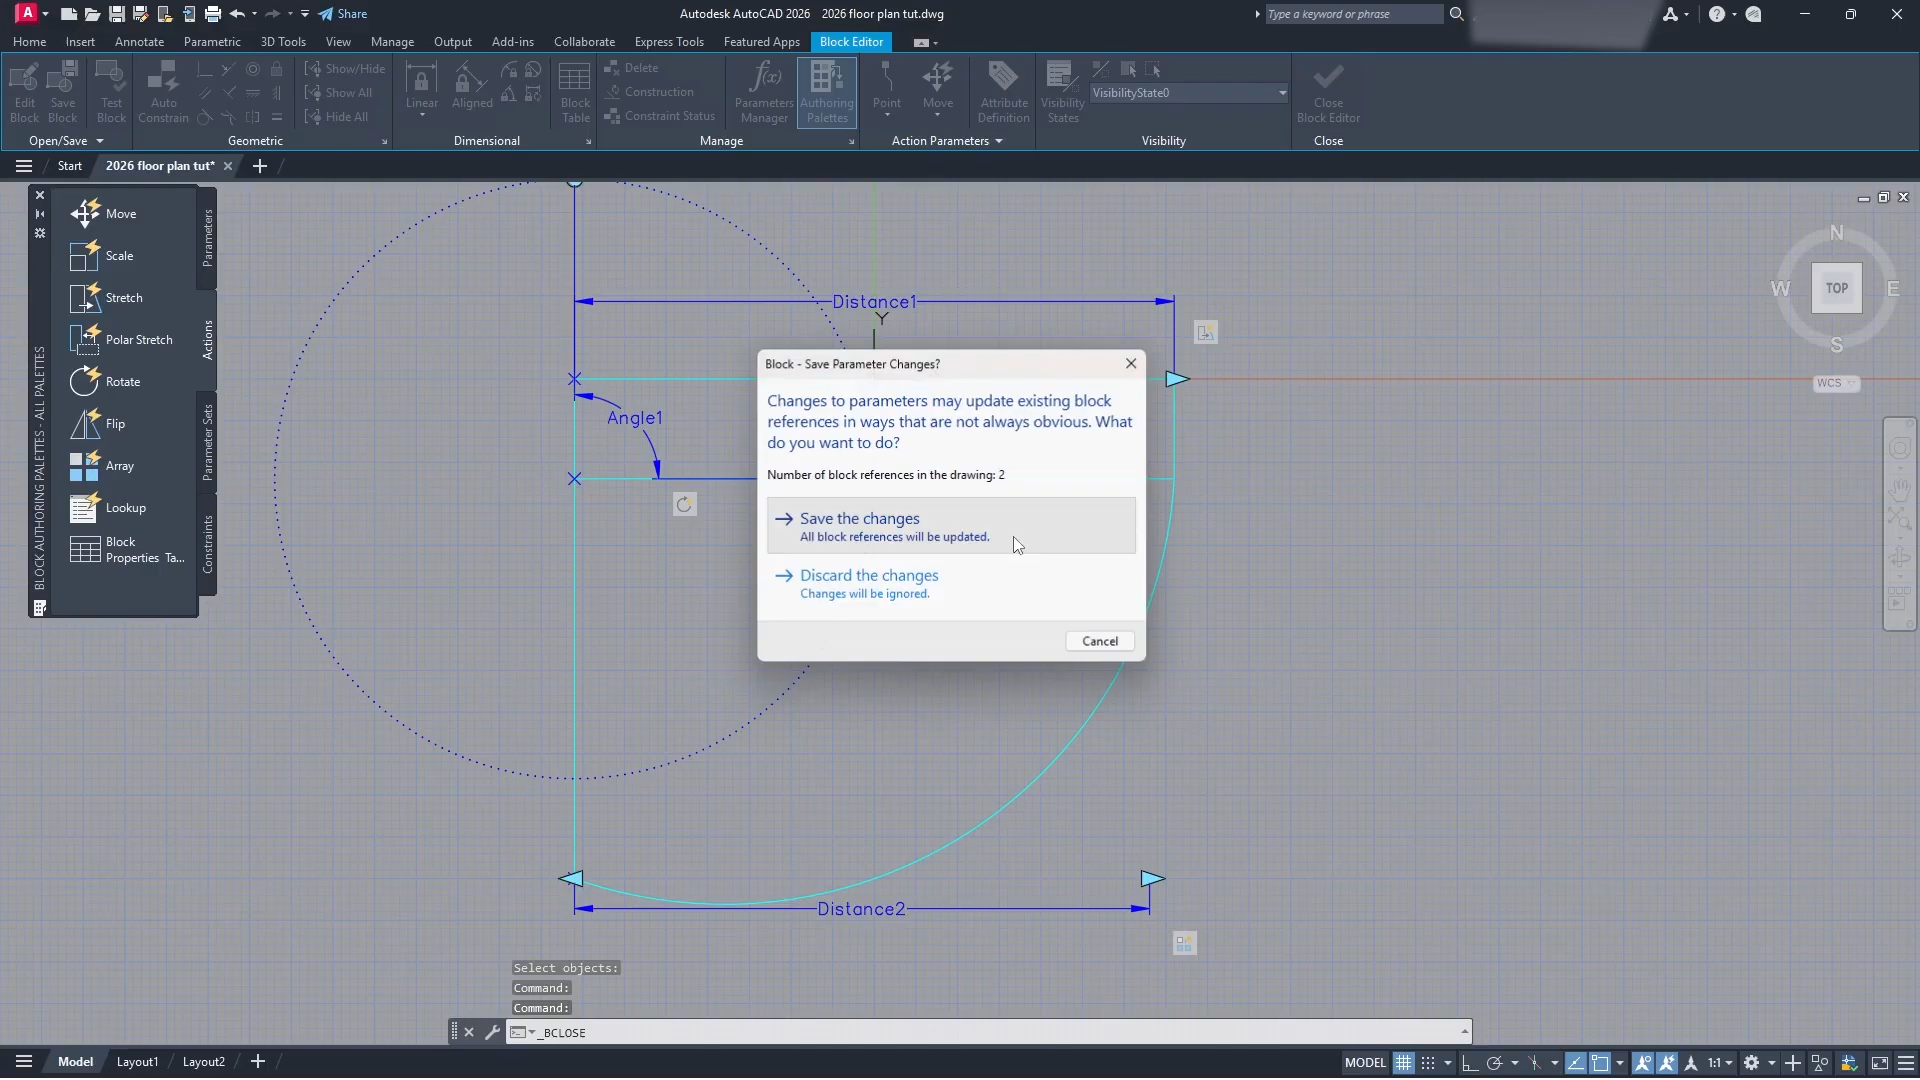 A
Share
Autodesk AutoCAD 2026 2026 floor plan tut.dwg
Type a keyword or phrase
Home Insert Annotate Parametric 3D Tools View Manage Output Add-ins Collaborate Express Tools Featured Apps Block Editor
Edit
Block
Save
Block
Test
Block
Auto
Constrain
Show/Hide
Show All
Hide All
Linear
Aligned
Block
Table
Delete
Construction
Constraint Status
f(x)
Parameters
Manager
Authoring
Palettes
Point
Move
Attribute
Definition
Visibility
States
VisibilityState0
Close
Block Editor
Open/Save Geometric Dimensional Manage Action Parameters Visibility Close
Start 2026 floor plan tut*
Move
Scale
Stretch
Polar Stretch
Rotate
Flip
Array
Lookup
Block
Properties Ta...
Parameters
Actions
Parameter Sets
Constraints
BLOCK AUTHORING PALETTES - ALL PALETTES
Distance1
Y
Angle1
Distance2
N
W TOP E
S
WCS
Block - Save Parameter Changes?
Changes to parameters may update existing block
references in ways that are not always obvious. What
do you want to do?
Number of block references in the drawing: 2
Save the changes
All block references will be updated.
Discard the changes
Changes will be ignored.
Cancel
Select objects:
Command:
Command:
_BCLOSE
Model Layout1 Layout2
MODEL 1:1